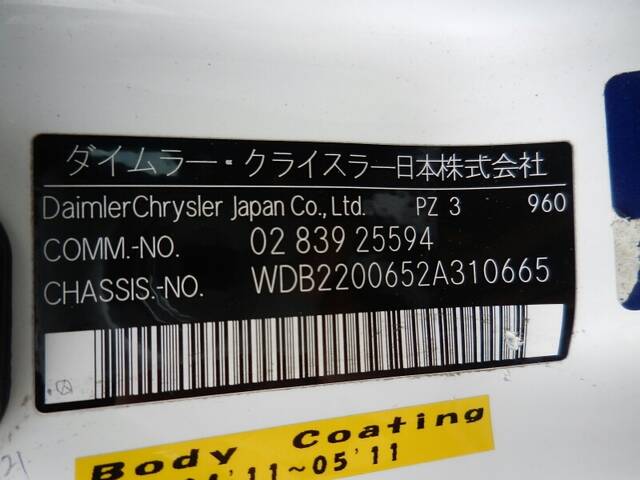 ダイムラー・クライスラー日本株式会社
DaimlerChrysler Japan Co., Ltd. PZ 3 960
COMM.-NO. 02 839 25594
CHASSIS.-NO. WDB2200652A310665
Body Coating
'11~05'11
21